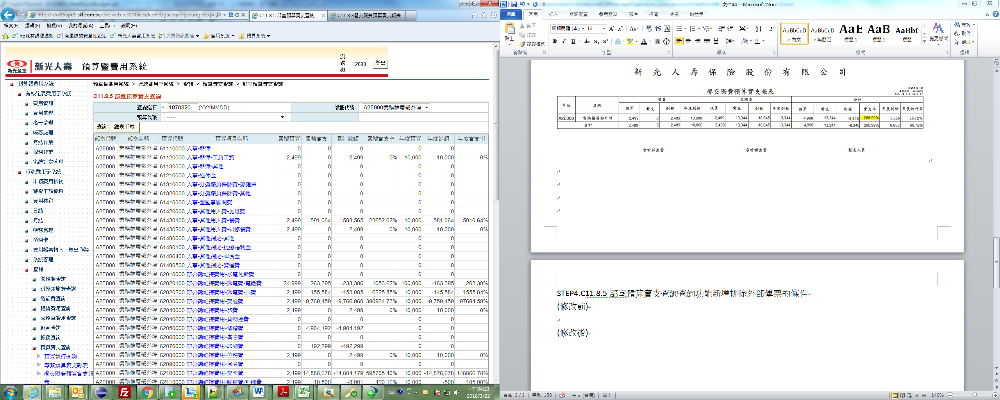 http://idrx86ap01.skl.com.tw/exp.web.test2/faces/kernel/gae/query/budgetexp
C11.8.5 部室預算實支查詢
C11.8.3餐交際費預算實支報表
檔案(F) 編輯(E) 檢視(V) 我的最愛(A) 工具(T) 說明(H)
hp耗材調漲通知 有風險的安全性設定 新光人壽費用系統 網頁快訊圖庫 費用系統 預算系統
新光金控 新光人壽 預算暨費用系統 測試機 12690 登出
預算暨費用系統 > 行政費用子系統 > 查詢 > 預算實支查詢 > 部室預算實支查詢
預算暨費用系統
有核定表費用子系統
費用資訊
費用處理
名冊處理
帳務處理
月結作業
稅務作業
系統設定管理
行政費用子系統
申請費用核銷
審查申請資料
費用核銷
日結
月結
帳務處理
商務卡
費用檔案轉入、轉出作業
系統管理
查詢
醫檢費查詢
研修差旅費查詢
電話費查詢
租賃費用查詢
公務車費用查詢
廠商查詢
帳務查詢
預算實支查詢
預算執行查詢
專案預算實支報表
餐交際費預算實支報表
C11.8.5 部室預算實支查詢
查詢迄日 * 1070320 (YYYMMDD) 部室代號 A2E000業務推展部外埠
預算代號 -----
查詢 總表下載
部室代號 部室名稱 預算代號 預算項目名稱 累積預算 累積實支 累計餘額 累積實支率 年度預算 年度餘額 年度實支率
A2E000 業務推展部外埠 61110000 人事-薪津 0 0 0 0 0
A2E000 業務推展部外埠 61120000 人事-薪津-工員工資 2,499 0 2,499 0% 10,000 10,000 0%
A2E000 業務推展部外埠 61130000 人事-薪津-其他 0 0 0 0 0
A2E000 業務推展部外埠 61210000 人事-退休金 0 0 0 0 0
A2E000 業務推展部外埠 61310000 人事-分攤職員保險費-勞健保 0 0 0 0 0
A2E000 業務推展部外埠 61320000 人事-分攤職員保險費-其他 0 0 0 0 0
A2E000 業務推展部外埠 61410000 人事-董監事顧問費 0 0 0 0 0
A2E000 業務推展部外埠 61420000 人事-其他用人費-加班費 0 0 0 0 0
A2E000 業務推展部外埠 61430100 人事-其他用人費-餐費 2,499 591,064 -588,565 23652.02% 10,000 -581,064 5910.64%
A2E000 業務推展部外埠 61430200 人事-其他用人費-研修餐費 2,499 0 2,499 0% 10,000 10,000 0%
A2E000 業務推展部外埠 61490000 人事-其他補貼-其他 0 0 0 0 0
A2E000 業務推展部外埠 61490100 人事-其他補貼-提撥福利金 0 0 0 0 0
A2E000 業務推展部外埠 61490400 人事-其他補貼-卹償金 0 0 0 0 0
A2E000 業務推展部外埠 61490500 人事-其他補貼-資遣費 0 0 0 0 0
A2E000 業務推展部外埠 62010000 辦公廳維持費用-水電瓦斯費 0 0 0 0 0
A2E000 業務推展部外埠 62020100 辦公廳維持費用-郵電費-電話費 24,999 263,395 -238,396 1053.62% 100,000 -163,395 263.39%
A2E000 業務推展部外埠 62020200 辦公廳維持費用-郵電費-郵費 2,499 155,584 -153,085 6225.85% 10,000 -145,584 1555.84%
A2E000 業務推展部外埠 62030000 辦公廳維持費用-交通費 2,499 9,769,459 -9,766,960 390934.73% 10,000 -9,759,459 97694.59%
A2E000 業務推展部外埠 62040000 辦公廳維持費用-旅費 2,499 0 2,499 0% 10,000 10,000 0%
A2E000 業務推展部外埠 62040600 辦公廳維持費用-貨物運費 0 0 0 0 0
A2E000 業務推展部外埠 62050000 辦公廳維持費用-修繕費 0 4,904,192 -4,904,192 0 0
A2E000 業務推展部外埠 62060000 辦公廳維持費用-廣告費 0 0 0 0 0
A2E000 業務推展部外埠 62070000 辦公廳維持費用-印刷費 0 192,299 -192,299 0 0
A2E000 業務推展部外埠 62080000 辦公廳維持費用-勞務費 2,499 0 2,499 0% 10,000 10,000 0%
A2E000 業務推展部外埠 62090000 辦公廳維持費用-保險費 0 0 0 0 0
A2E000 業務推展部外埠 62100000 辦公廳維持費用-交際費 2,499 14,886,678 -14,884,179 595705.40% 10,000 -14,876,678 148866.78%
A2E000 業務推展部外埠 62110000 辦公廳維持費用-訓練費-訓練費 2,499 10,500 -8,001 420.16% 10,000 -500 105.00%
下午 04:23
2018/3/22
文件44 - Microsoft Word
檔案 常用 插入 版面配置 參考資料 郵件 校閱 檢視 增益集
貼上 剪下 複製 複製格式
新細明體 (本文 12
AaBbCcD 內文 AaBbCcD 無間距 AaBb 標題 1 AaB 標題 2 AaBbC 標題 變更樣式
尋找 取代 選取
剪貼簿 字型 段落 樣式 編輯
新光人壽保險股份有限公司
餐交際費預算實支報表
單位 名稱 餐費 交際費 合計
預算 實支 剩餘 年度剩餘 預算 實支 剩餘 年度剩餘 預算 實支 剩餘 實支率 年度剩餘 年度執行率
A2E000 業務推展部外埠 2,499 0 2,499 10,000 2,499 13,344 -10,845 -3,344 4,998 13,344 -8,346 266.99% 6,656 66.72%
合計 2,499 0 2,499 10,000 2,499 13,344 -10,845 -3,344 4,998 13,344 -8,346 266.99% 6,656 66.72%
會計部主管 審計課主管 製表人員
STEP4.C11.8.5 部室預算實支查詢查詢功能新增排除外部傳票的條件
(修改前)
(修改後)
頁面: 3 / 3 字數: 150 中文 (台灣) 插入 140%